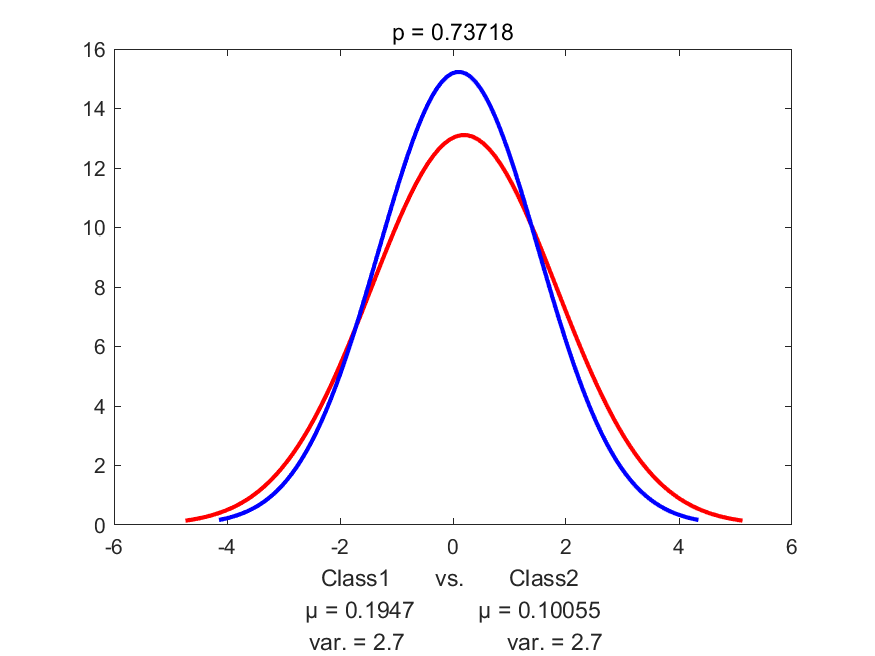 p = 0.73718
16
14
12
10
8
6
4
2
0
-6 -4 -2 0 2 4 6
Class1 vs. Class2
μ = 0.1947 μ = 0.10055
var. = 2.7 var. = 2.7